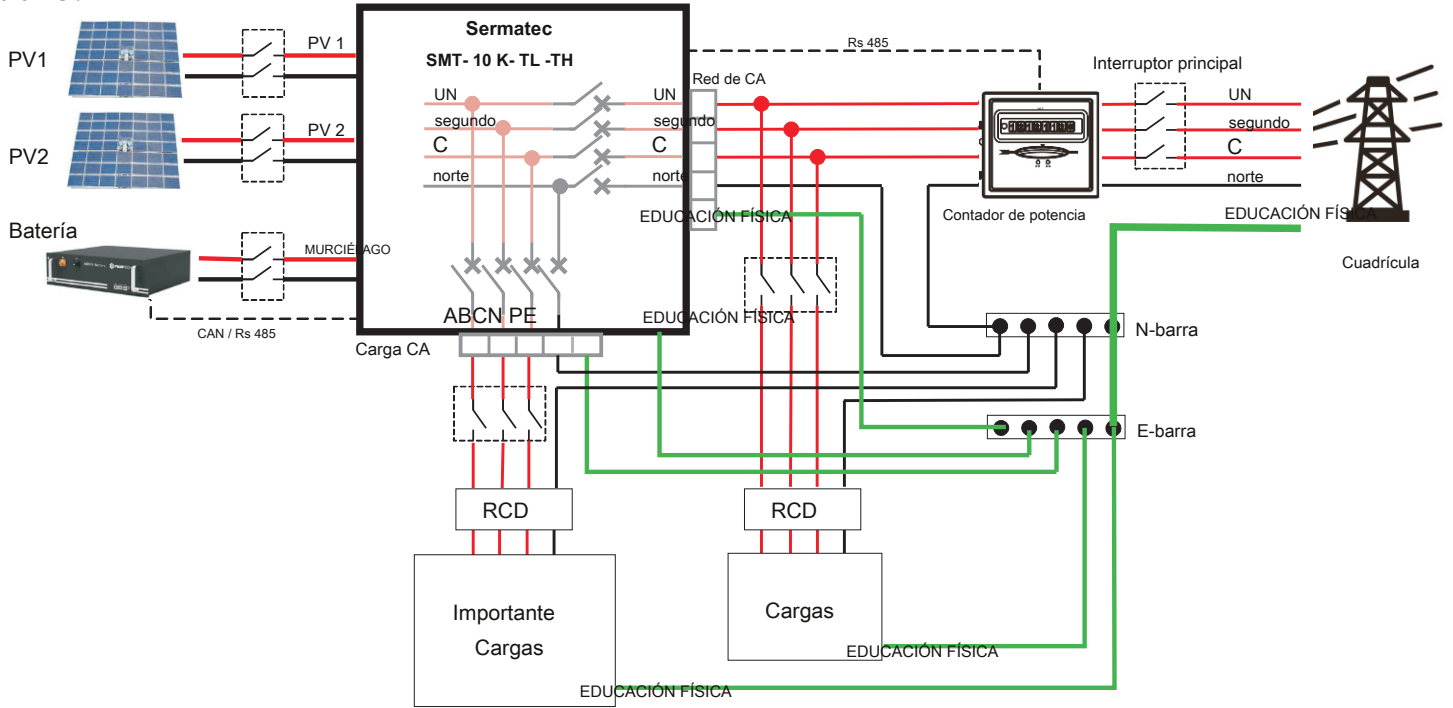 Sermatec
SMT- 10 K- TL -TH
PV1
PV 1
PV2
PV 2
Batería
MURCIÉLAGO
CAN / Rs 485
UN
segundo
C
norte
UN
segundo
C
norte
Red de CA
Rs 485
EDUCACIÓN FÍSICA
EDUCACIÓN FÍSICA
ABCN PE
Carga CA
Interruptor principal
UN
segundo
C
norte
Contador de potencia
EDUCACIÓN FÍSICA
Cuadrícula
N-barra
E-barra
RCD
RCD
Importante
Cargas
Cargas
EDUCACIÓN FÍSICA
EDUCACIÓN FÍSICA